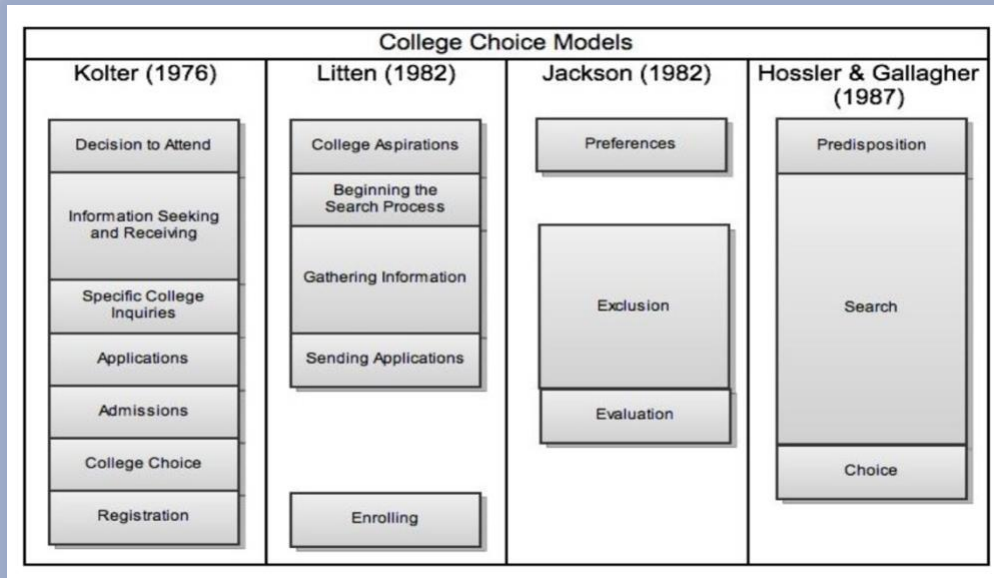 College Choice Models
Kolter (1976)
Decision to Attend
Information Seeking
and Receiving
Specific College
Inquiries
Applications
Admissions
College Choice
Registration
Litten (1982)
College Aspirations
Beginning the
Search Process
Gathering Information
Sending Applications
Enrolling
Jackson (1982)
Preferences
Exclusion
Evaluation
Hossler & Gallagher
(1987)
Predisposition
Search
Choice